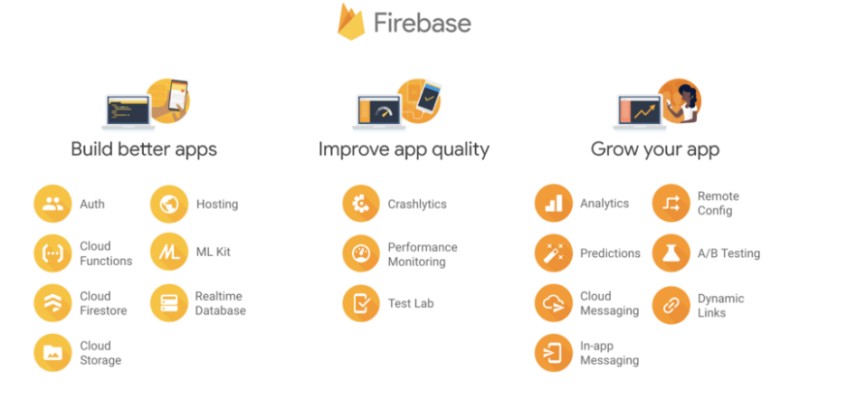 Firebase
Build better apps
Auth
Hosting
Cloud
Functions
ML Kit
Cloud
Firestore
Realtime
Database
Cloud
Storage
Improve app quality
Crashlytics
Performance
Monitoring
Test Lab
Grow your app
Analytics
Remote
Config
Predictions
A/B Testing
Cloud
Messaging
Dynamic
Links
In-app
Messaging